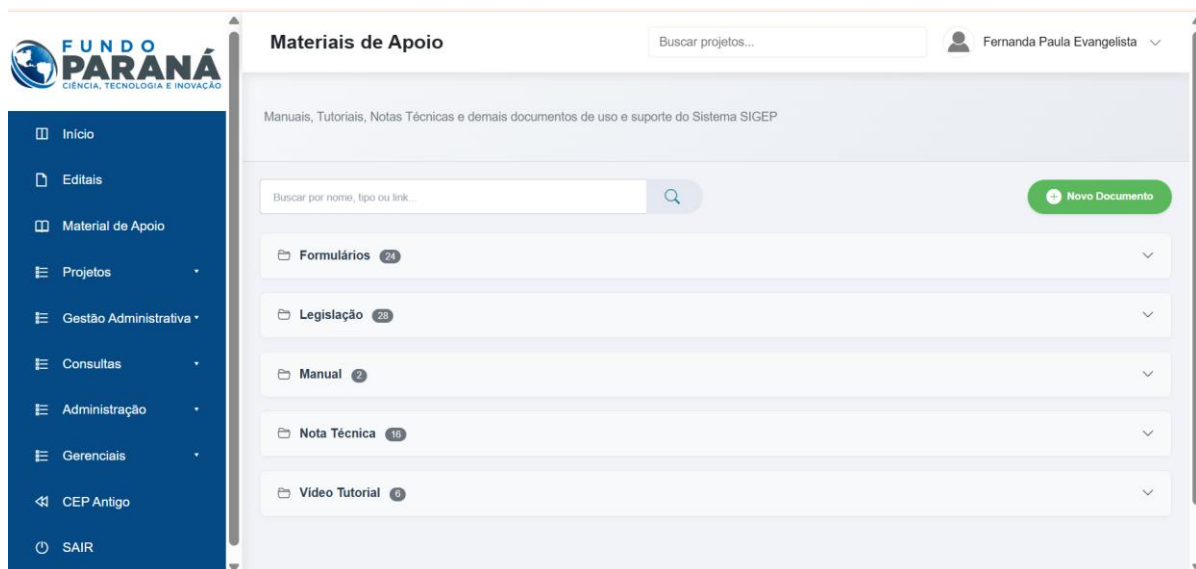 FUNDO
PARANÁ
CIÊNCIA, TECNOLOGIA E INOVAÇÃO
Início
Editais
Material de Apoio
Projetos
Gestão Administrativa
Consultas
Administração
Gerenciais
CEP Antigo
SAIR
Materiais de Apoio
Buscar projetos...
Fernanda Paula Evangelista
Manuais, Tutoriais, Notas Técnicas e demais documentos de uso e suporte do Sistema SIGEP
Buscar por nome, tipo ou link...
Novo Documento
Formulários 24
Legislação 28
Manual 2
Nota Técnica 16
Vídeo Tutorial 6